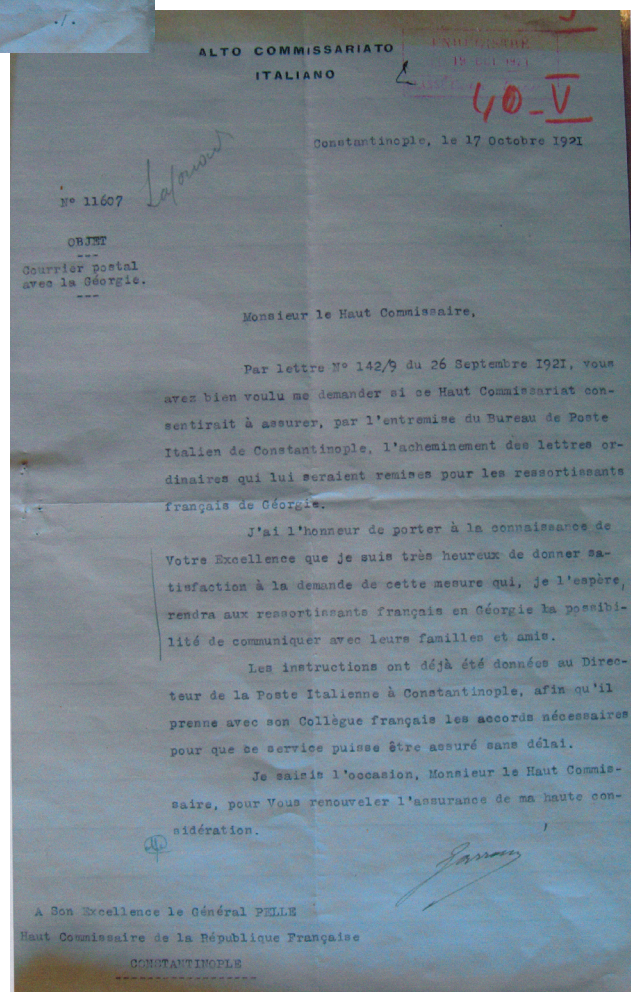 ./.
ALTO COMMISSARIATO
ITALIANO
ENREGISTRÉ
40-V
Constantinople, le 17 Octobre 1921
N° 11607
OBJET
---
Courrier postal
avec la Géorgie.
---
Monsieur le Haut Commissaire,
Par lettre N° 142/9 du 26 Septembre 1921, vous
avez bien voulu me demander si ce Haut Commissariat con-
sentirait à assurer, par l'entremise du Bureau de Poste
Italien de Constantinople, l'acheminement des lettres or-
dinaires qui lui seraient remises pour les ressortissants
français de Géorgie.
J'ai l'honneur de porter à la connaissance de
Votre Excellence que je suis très heureux de donner sa-
tisfaction à la demande de cette mesure qui, je l'espère,
rendra aux ressortissants français en Géorgie la possibi-
lité de communiquer avec leurs familles et amis.
Les instructions ont déjà été données au Direc-
teur de la Poste Italienne à Constantinople, afin qu'il
prenne avec son Collègue français les accords nécessaires
pour que ce service puisse être assuré sans délai.
Je saisis l'occasion, Monsieur le Haut Commis-
saire, pour Vous renouveler l'assurance de ma haute con-
sidération.
Garroni
A Son Excellence le Général PELLE
Haut Commissaire de la République Française
CONSTANTINOPLE